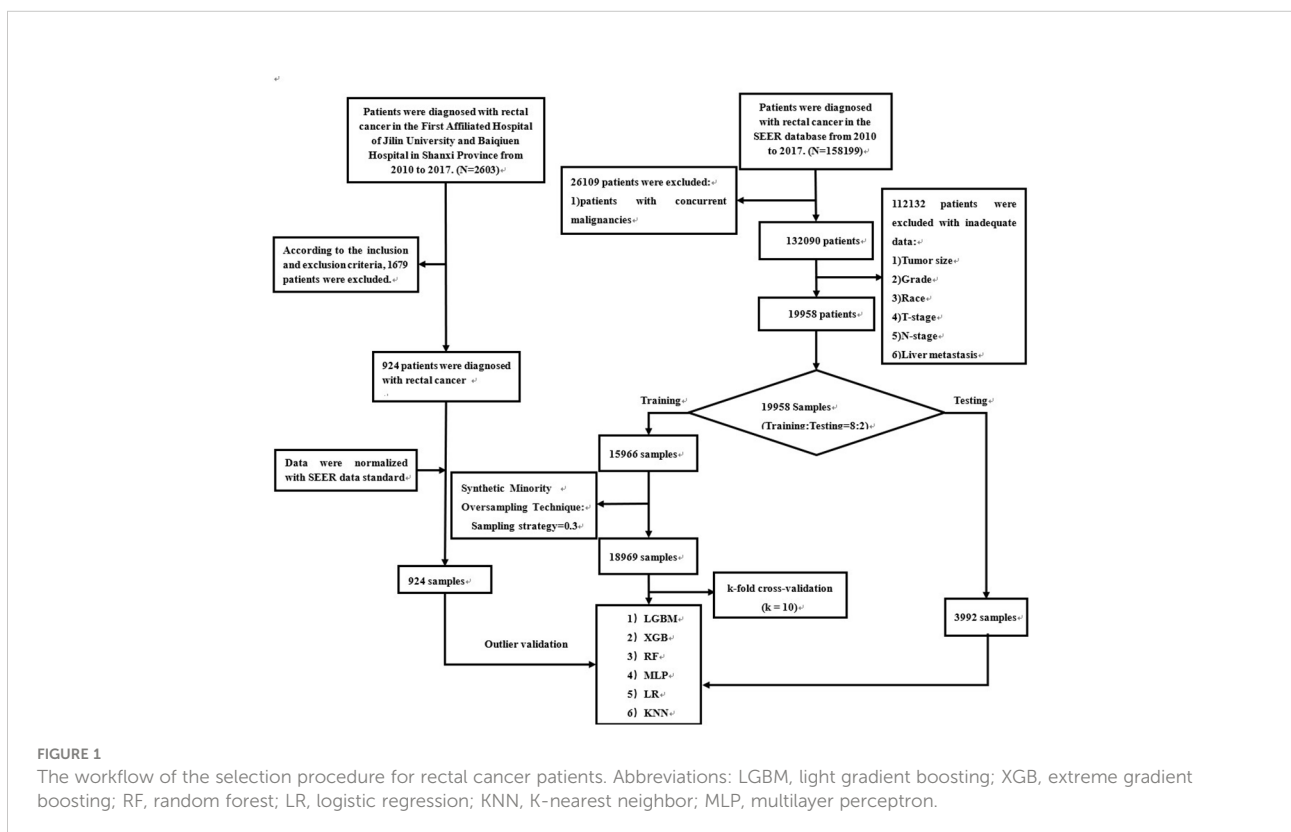 Patients were diagnosed with rectal
cancer in the First Affiliated Hospital
of Jilin University and Baiqiuen
Hospital in Shanxi Province from
2010 to 2017. (N=2603)
According to the inclusion
and exclusion criteria, 1679
patients were excluded.
924 patients were diagnosed
with rectal cancer
Data were normalized
with SEER data standard
924 samples
Outlier validation
Patients were diagnosed
with rectal cancer in the
SEER database from 2010
to 2017. (N=158199)
26109 patients were excluded:
1)patients with concurrent
malignancies
132090 patients
112132 patients were
excluded with inadequate
data:
1)Tumor size
2)Grade
3)Race
4)T-stage
5)N-stage
6)Liver metastasis
19958 patients
19958 Samples
(Training:Testing=8:2)
Training
Testing
15966 samples
Synthetic Minority
Oversampling Technique:
Sampling strategy=0.3
18969 samples
k-fold cross-validation
(k = 10)
3992 samples
1) LGBM
2) XGB
3) RF
4) MLP
5) LR
6) KNN
FIGURE 1
The workflow of the selection procedure for rectal cancer patients. Abbreviations: LGBM, light gradient boosting; XGB, extreme gradient
boosting; RF, random forest; LR, logistic regression; KNN, K-nearest neighbor; MLP, multilayer perceptron.